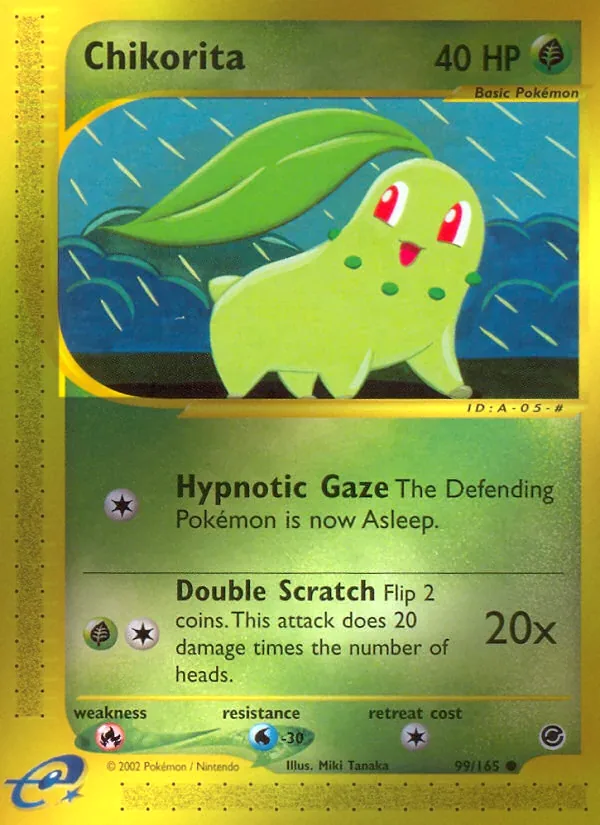 Chikorita
40 HP
Basic Pokémon
ID:A-05-#
Hypnotic Gaze The Defending
Pokémon is now Asleep.
Double Scratch Flip 2
coins. This attack does 20
damage times the number of
heads.
20x
weakness
resistance
retreat cost
-30
© 2002 Pokémon / Nintendo
Illus. Miki Tanaka
99/165